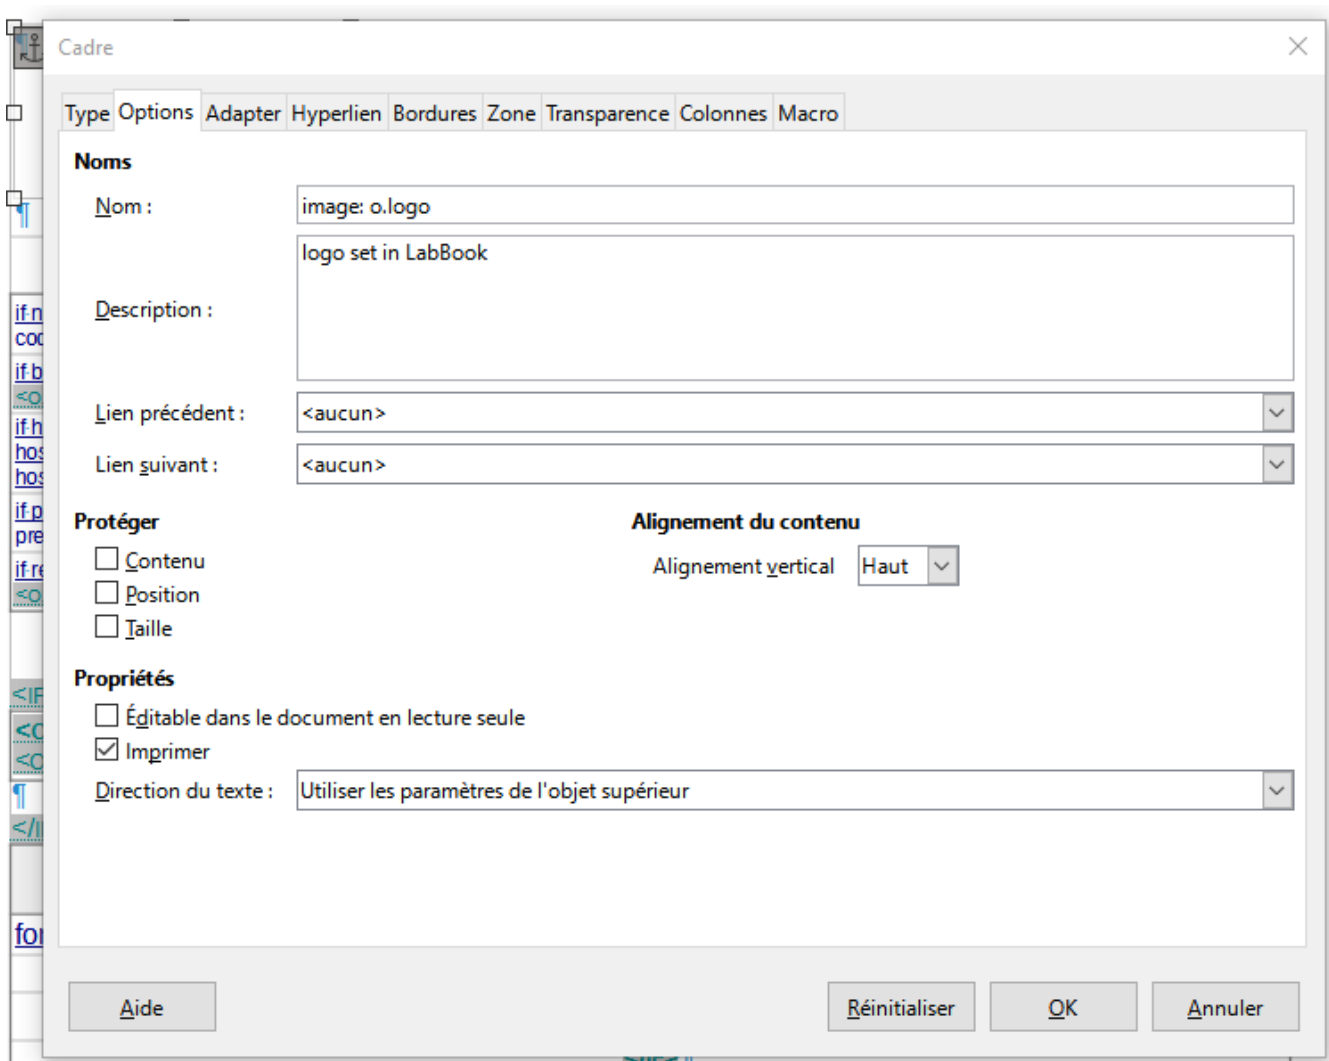 Cadre
Type Options Adapter Hyperlien Bordures Zone Transparence Colonnes Macro
Noms
Nom :
image: o.logo
logo set in LabBook
Description :
Lien précédent :
<aucun>
Lien suivant :
<aucun>
Protéger
Alignement du contenu
Contenu
Alignement vertical
Haut
Position
Taille
Propriétés
Éditable dans le document en lecture seule
Imprimer
Direction du texte :
Utiliser les paramètres de l'objet supérieur
Aide
Réinitialiser
OK
Annuler